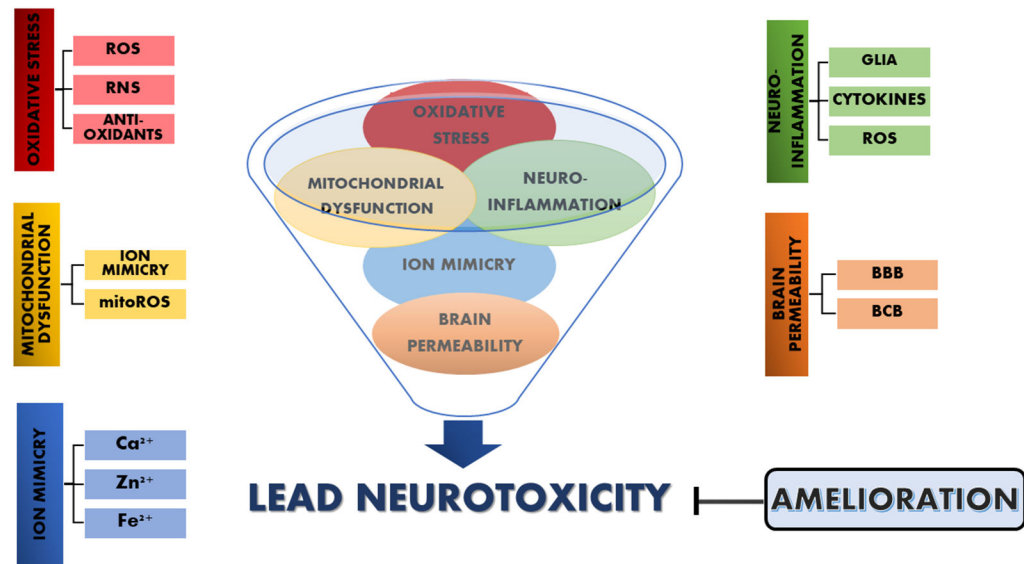 OXIDATIVE STRESS
ROS
RNS
ANTI-
OXIDANTS
MITOCHONDRIAL
DYSFUNCTION
ION
MIMICRY
mitoROS
ION MIMICRY
Ca²⁺
Zn²⁺
Fe²⁺
OXIDATIVE
STRESS
MITOCHONDRIAL
DYSFUNCTION
NEURO-
INFLAMMATION
ION MIMICRY
BRAIN
PERMEABILITY
LEAD NEUROTOXICITY
NEURO-
INFLAMMATION
GLIA
CYTOKINES
ROS
BRAIN
PERMEABILITY
BBB
BCB
AMELIORATION